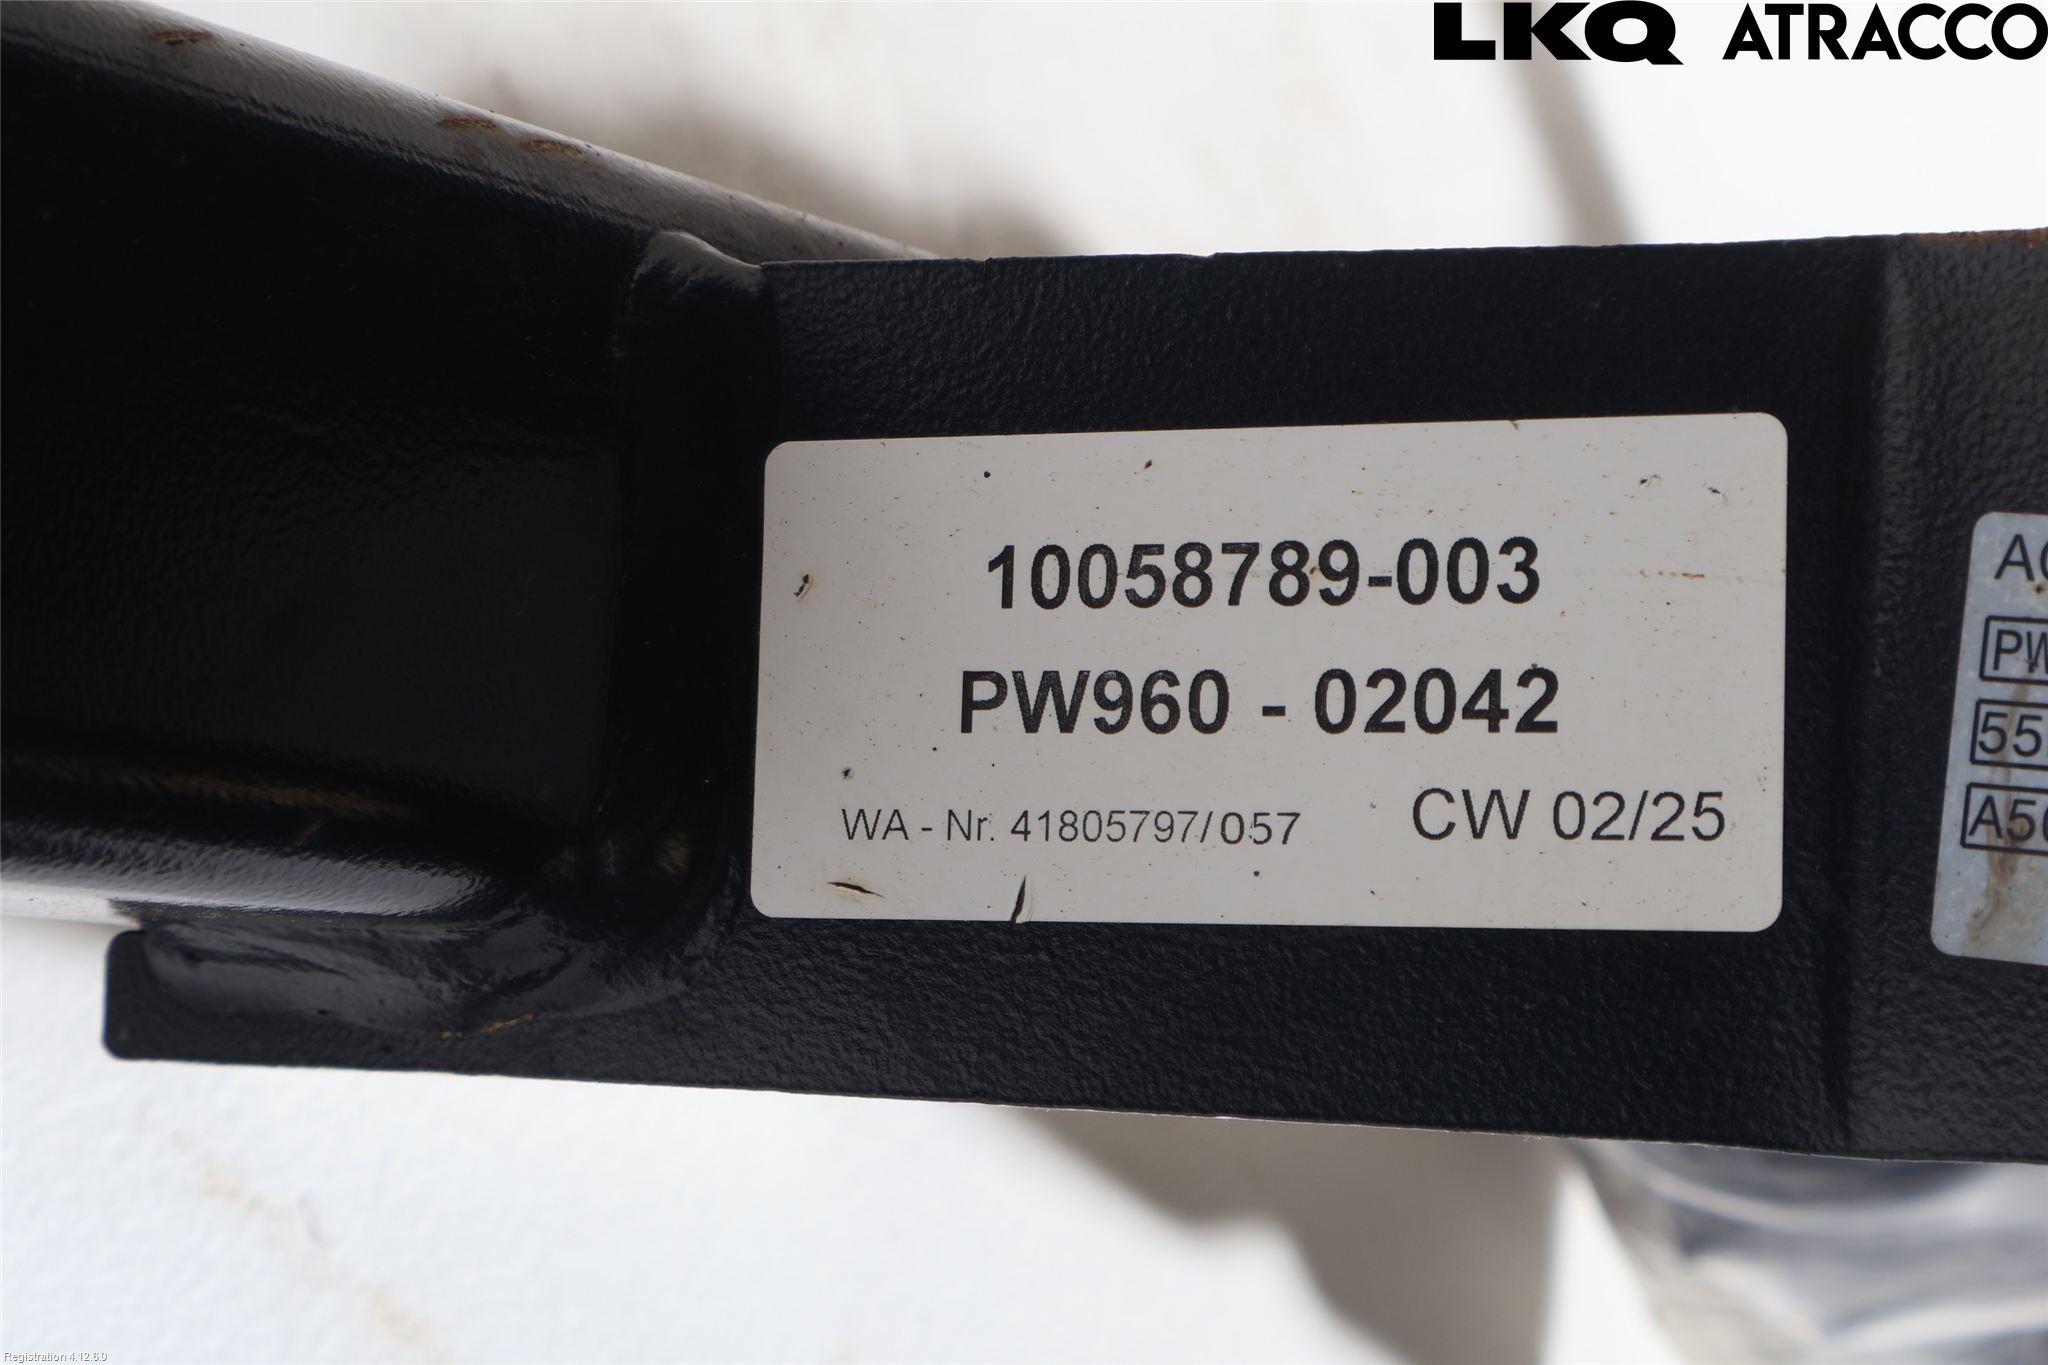 LKQ ATRACCO
10058789-003
PW960 - 02042
WA - Nr. 41805797/057 CW 02/25
Registration 4.12.6.0